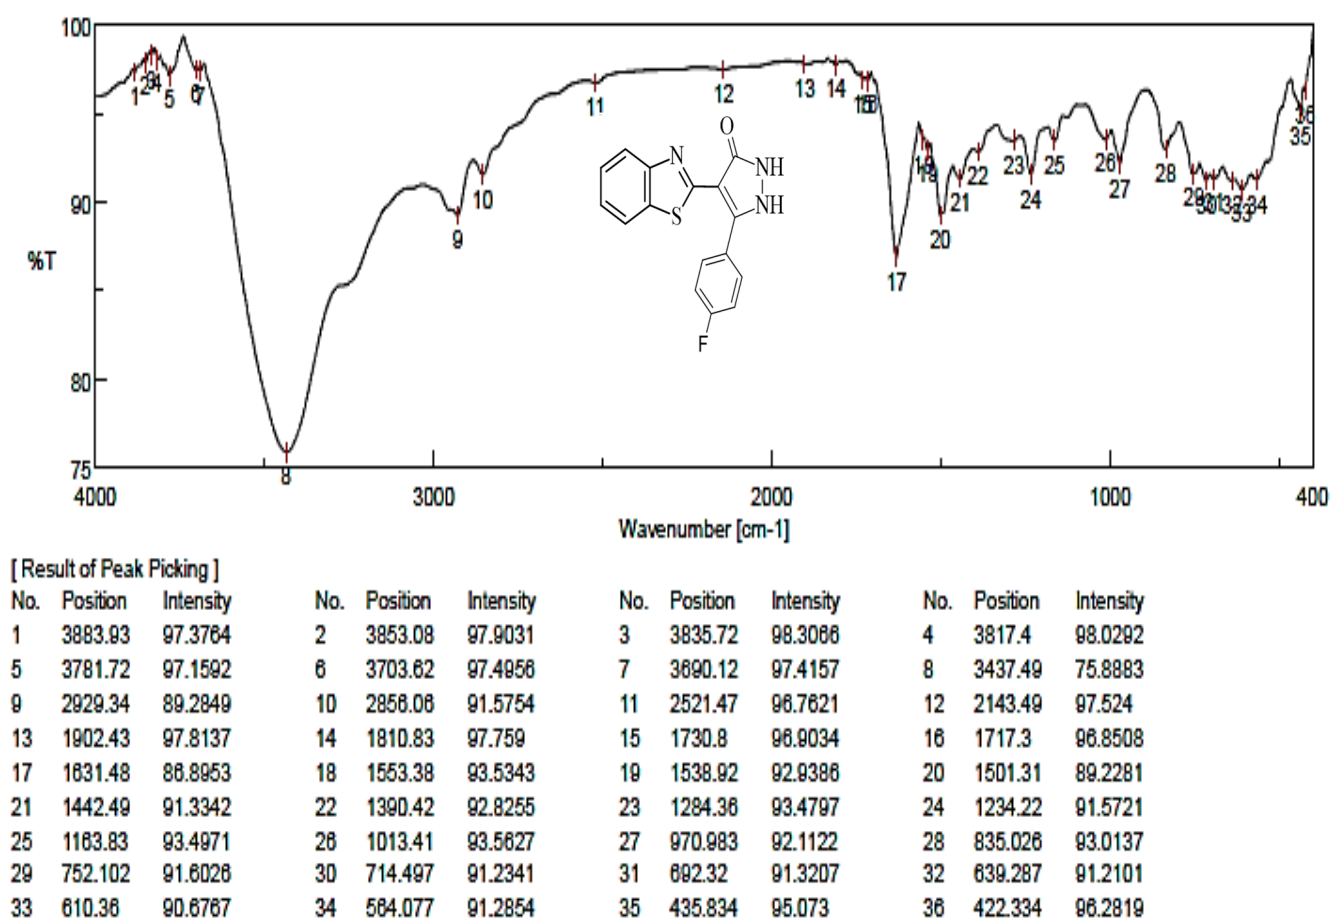 100
90
80
75
%T
1
2
3
4
5
6
7
8
9
10
11
12
13
14
15
16
17
18
19
20
21
22
23
24
25
26
27
28
29
30
31
32
33
34
35
36
O
N
NH
NH
S
F
4000 3000 2000 1000 400
Wavenumber [cm-1]
[ Result of Peak Picking ]
No. Position Intensity No. Position Intensity No. Position Intensity No. Position Intensity
1 3883.93 97.3764 2 3853.08 97.9031 3 3835.72 98.3066 4 3817.4 98.0292
5 3781.72 97.1592 6 3703.62 97.4956 7 3690.12 97.4157 8 3437.49 75.8883
9 2929.34 89.2849 10 2856.06 91.5754 11 2521.47 96.7621 12 2143.49 97.524
13 1902.43 97.8137 14 1810.83 97.759 15 1730.8 96.9034 16 1717.3 96.8508
17 1631.48 86.8953 18 1553.38 93.5343 19 1538.92 92.9386 20 1501.31 89.2281
21 1442.49 91.3342 22 1390.42 92.8255 23 1284.36 93.4797 24 1234.22 91.5721
25 1163.83 93.4971 26 1013.41 93.5627 27 970.983 92.1122 28 835.026 93.0137
29 752.102 91.6026 30 714.497 91.2341 31 692.32 91.3207 32 639.287 91.2101
33 610.36 90.6767 34 564.077 91.2854 35 435.834 95.073 36 422.334 96.2819